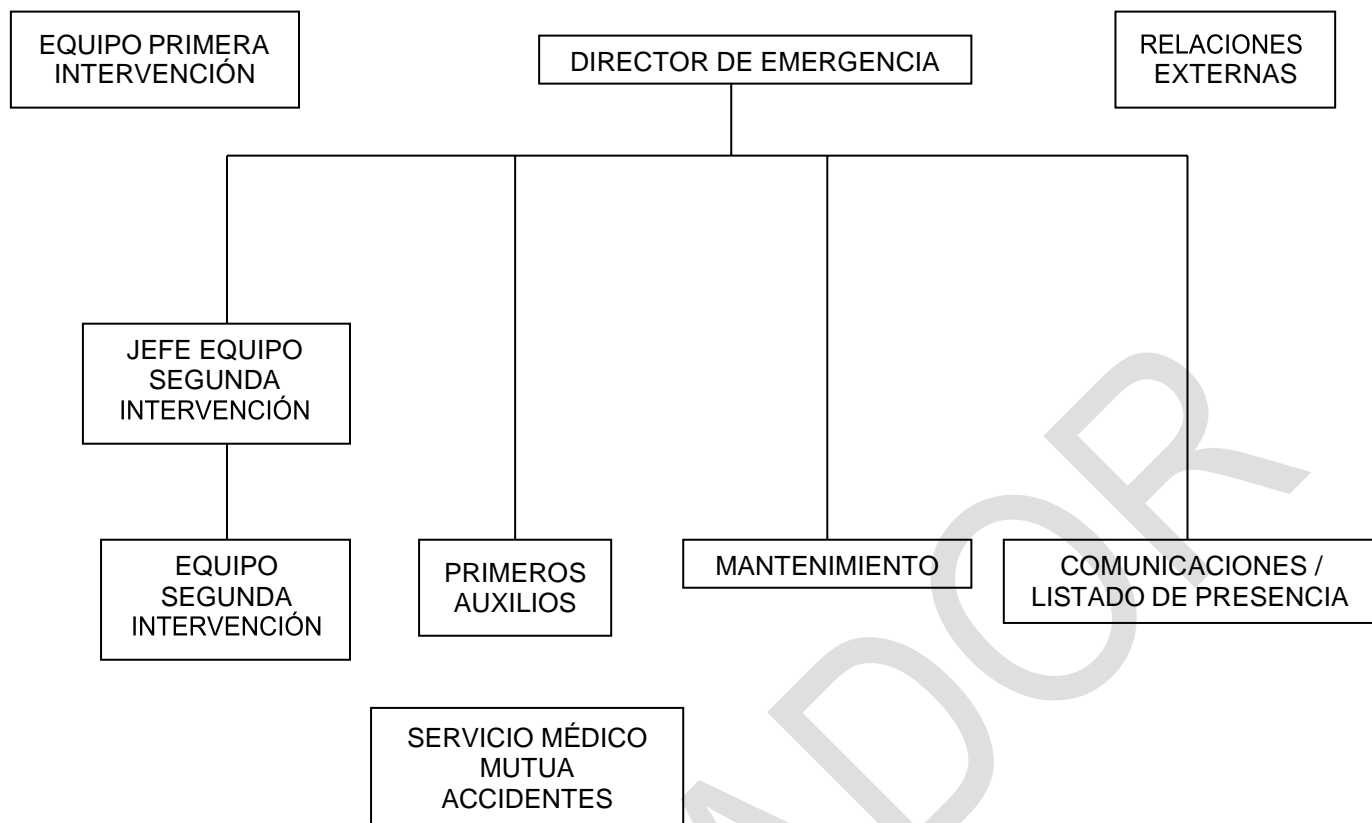 EQUIPO PRIMERA
INTERVENCIÓN
DIRECTOR DE EMERGENCIA
RELACIONES
EXTERNAS
JEFE EQUIPO
SEGUNDA
INTERVENCIÓN
EQUIPO
SEGUNDA
INTERVENCIÓN
PRIMEROS
AUXILIOS
MANTENIMIENTO
COMUNICACIONES /
LISTADO DE PRESENCIA
SERVICIO MÉDICO
MUTUA
ACCIDENTES
ADOR